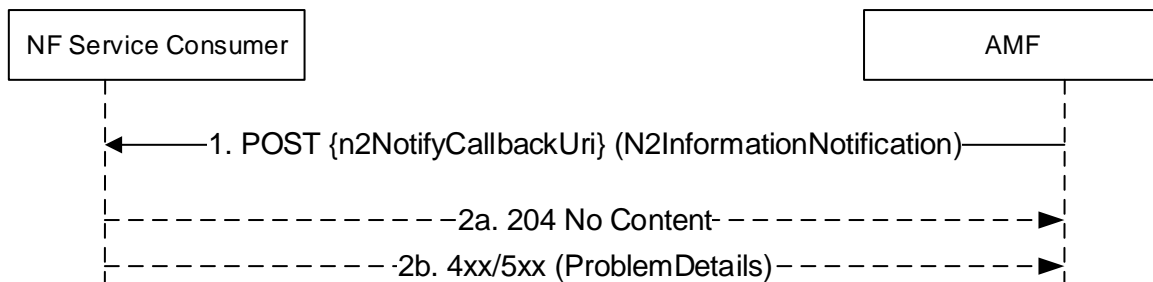 NF Service Consumer
AMF
1. POST {n2NotifyCallbackUri} (N2InformationNotification)
2a. 204 No Content
2b. 4xx/5xx (ProblemDetails)